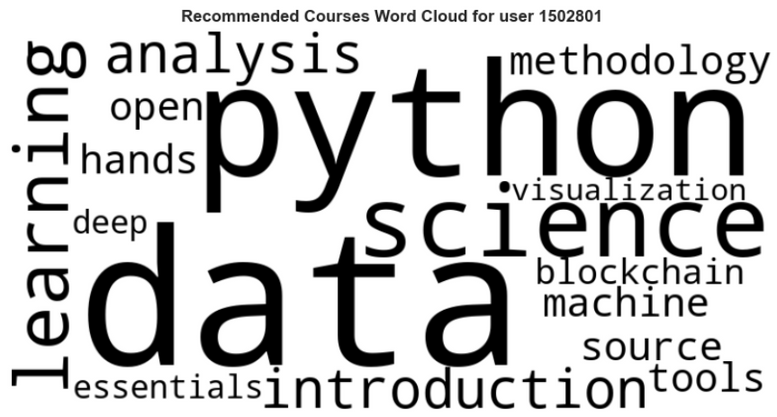 Recommended Courses Word Cloud for user 1502801
analysis
methodology
learning
open
python
hands
visualization
deep
science
data
blockchain
machine
source
essentials
introduction
tools